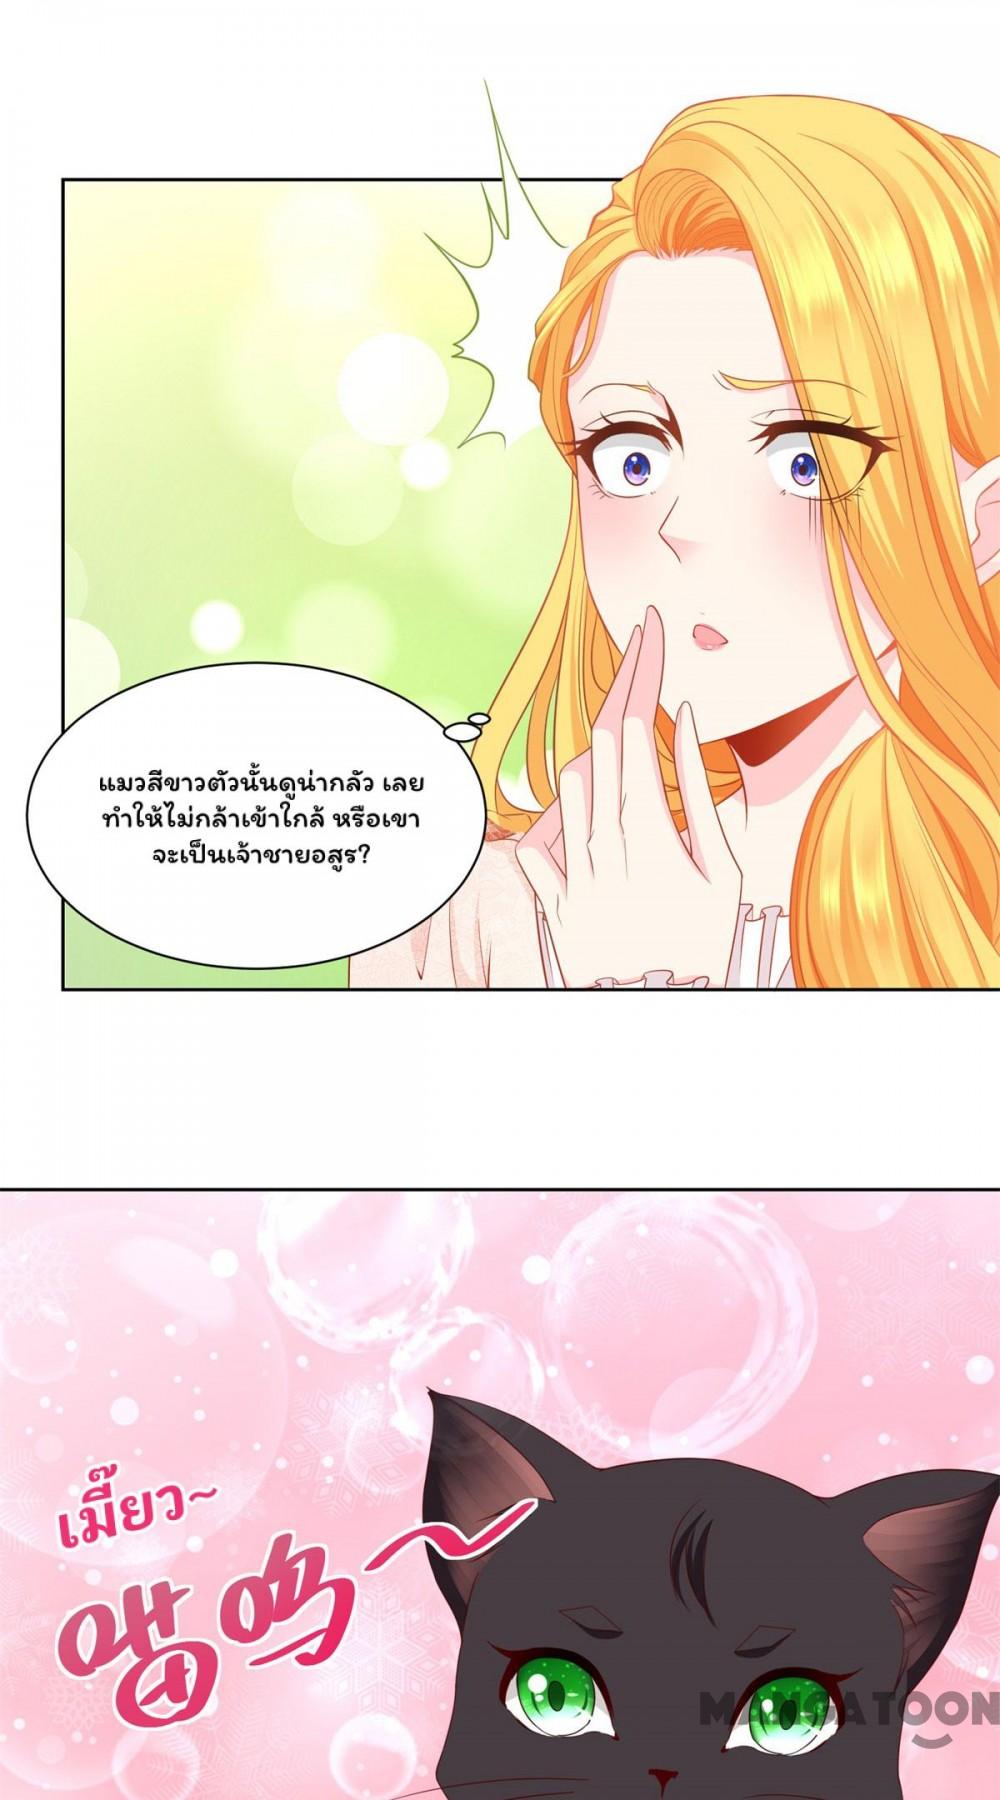 แมวสีขาวตัวนั้นดูน่ากลัว เลย
ทำให้ไม่กล้าเข้าใกล้ หรือเขา
จะเป็นเจ้าชายอสูร?
เมี๊ยว~
喵呜~
MANGATOON